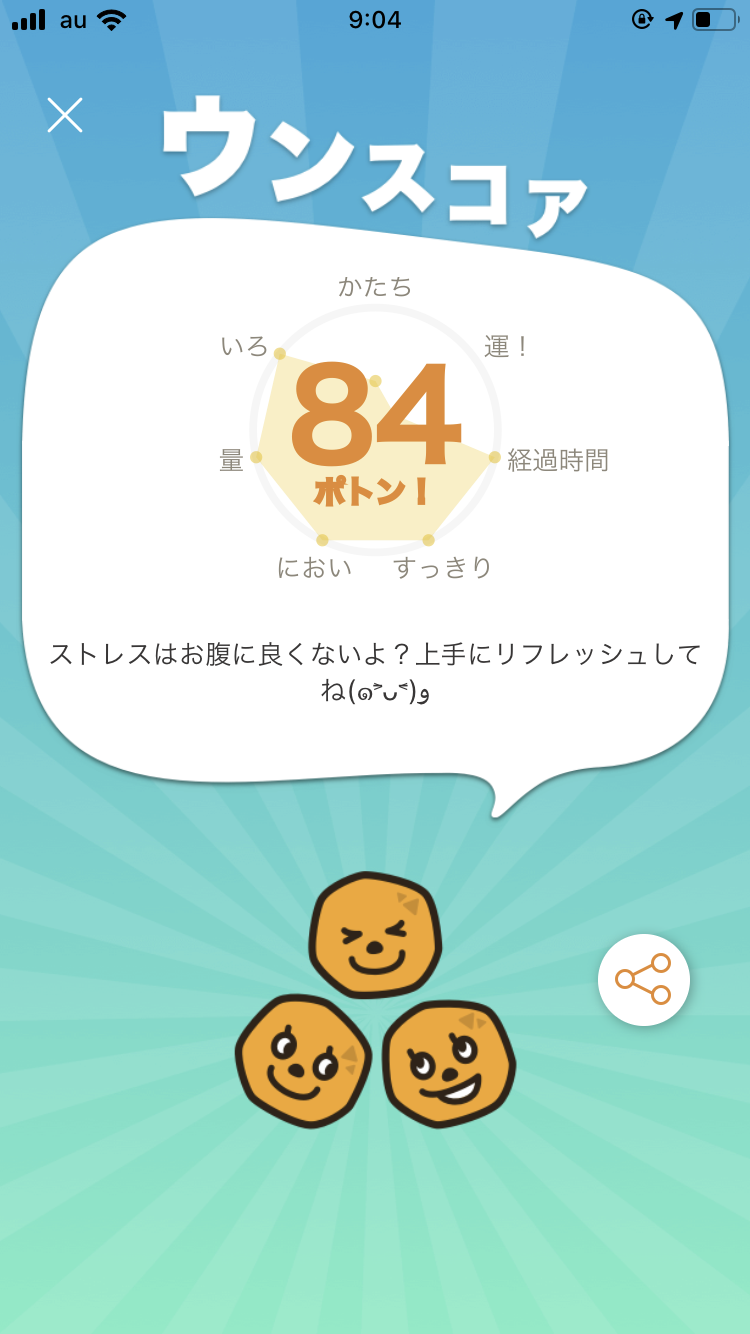 au 9:04
ウンスコア
かたち
いろ 運！
84
量 経過時間
ポトン！
におい すっきり
ストレスはお腹に良くないよ？上手にリフレッシュして
ね(๑˃̵ᴗ˂̵)و